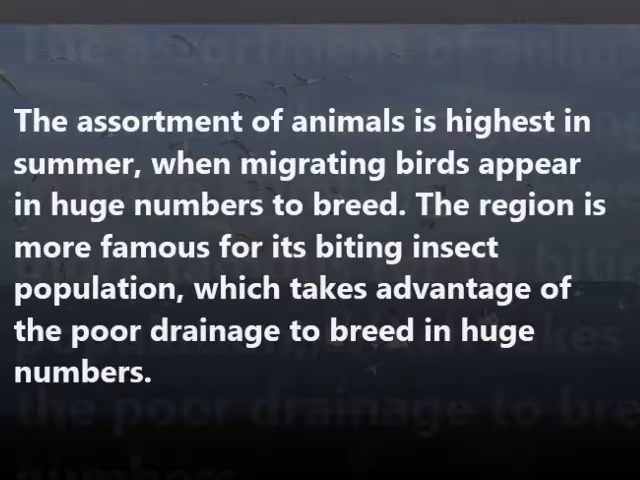 The assortment of animals is highest in
summer, when migrating birds appear
in huge numbers to breed. The region is
more famous for its biting insect
population, which takes advantage of
the poor drainage to breed in huge
numbers.